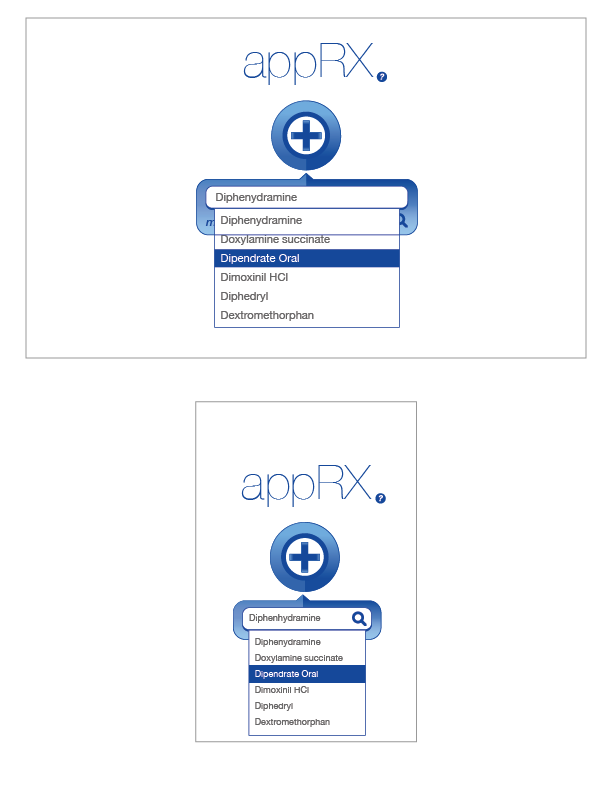 appRX.?
Diphenydramine
m
Diphenydramine
Doxylamine succinate
Dipendrate Oral
Dimoxinil HCl
Diphedryl
Dextromethorphan
appRX.?
Diphenhydramine
Diphenydramine
Doxylamine succinate
Dipendrate Oral
Dimoxinil HCl
Diphedryl
Dextromethorphan